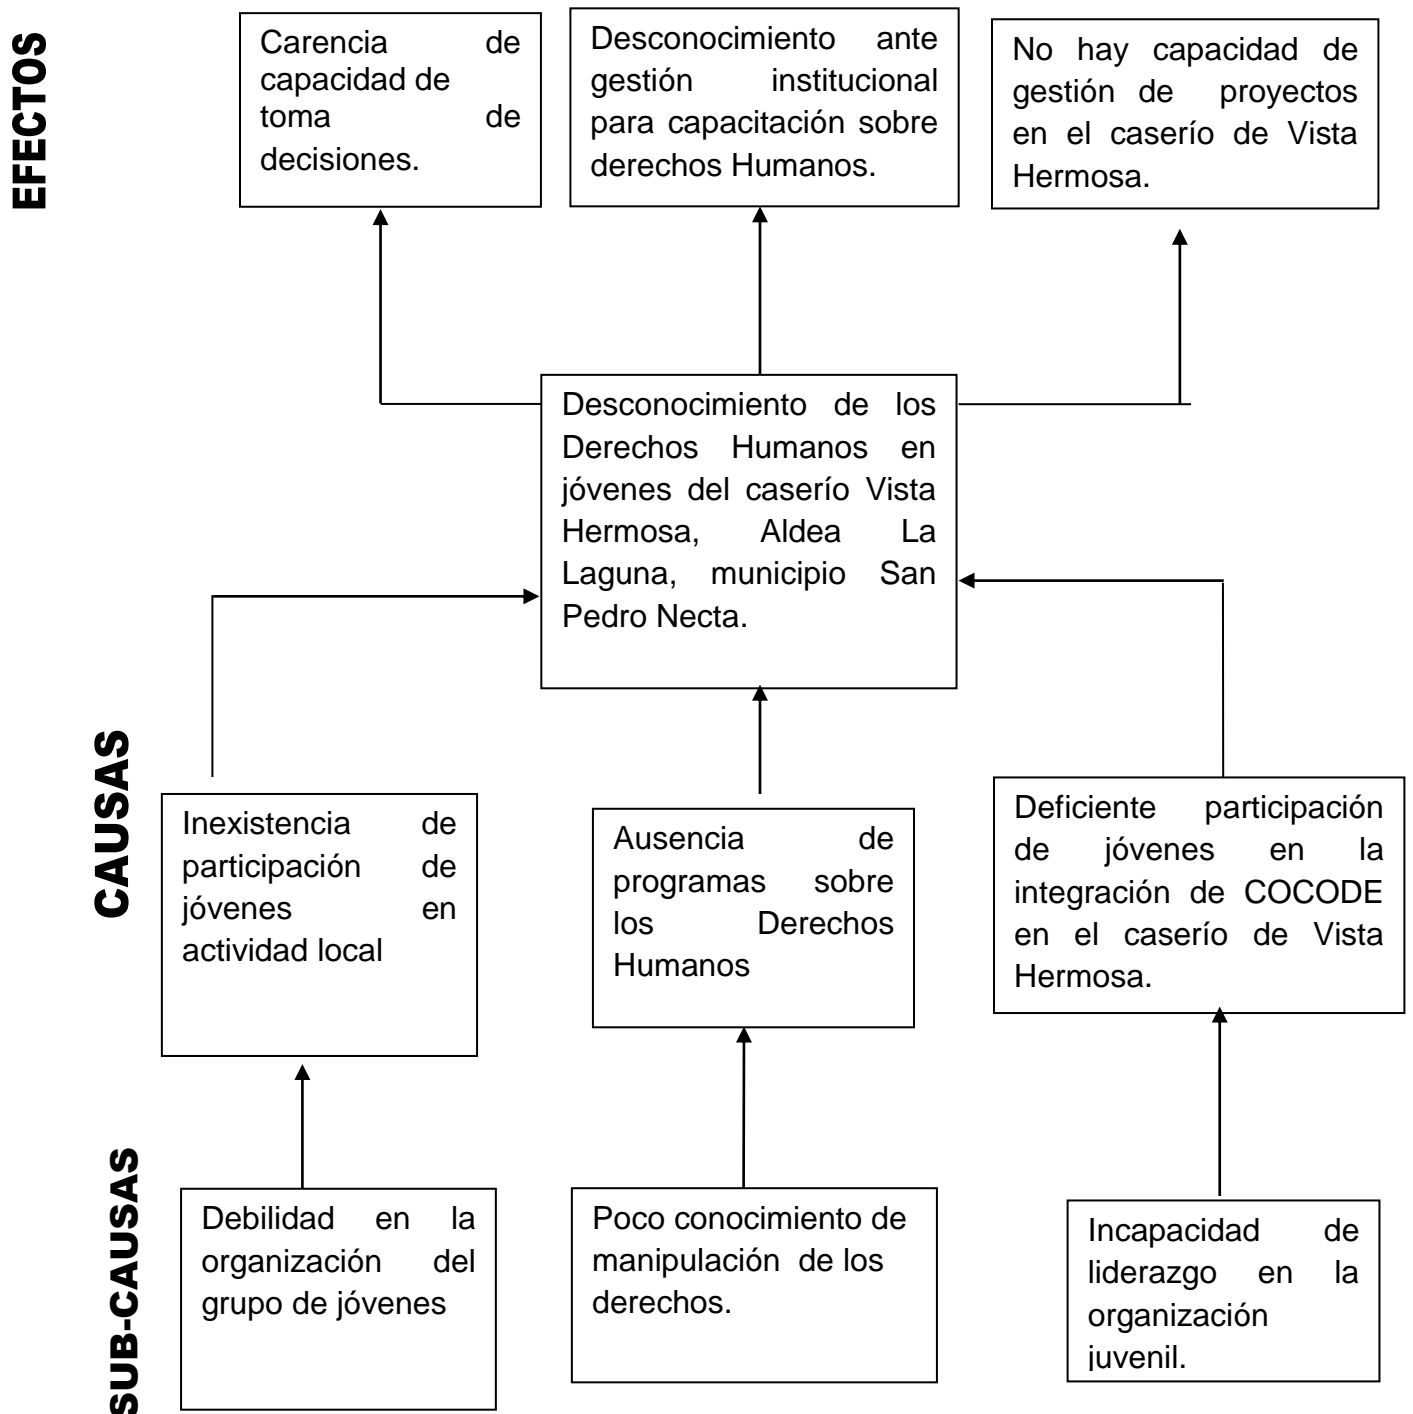 EFECTOS
Carencia de
capacidad de
toma de
decisiones.
Desconocimiento ante
gestión institucional
para capacitación sobre
derechos Humanos.
No hay capacidad de
gestión de proyectos
en el caserío de Vista
Hermosa.
Desconocimiento de los
Derechos Humanos en
jóvenes del caserío Vista
Hermosa, Aldea La
Laguna, municipio San
Pedro Necta.
CAUSAS
Inexistencia de
participación de
jóvenes en
actividad local
Ausencia de
programas sobre
los Derechos
Humanos
Deficiente participación
de jóvenes en la
integración de COCODE
en el caserío de Vista
Hermosa.
SUB-CAUSAS
Debilidad en la
organización del
grupo de jóvenes
Poco conocimiento de
manipulación de los
derechos.
Incapacidad de
liderazgo en la
organización
juvenil.